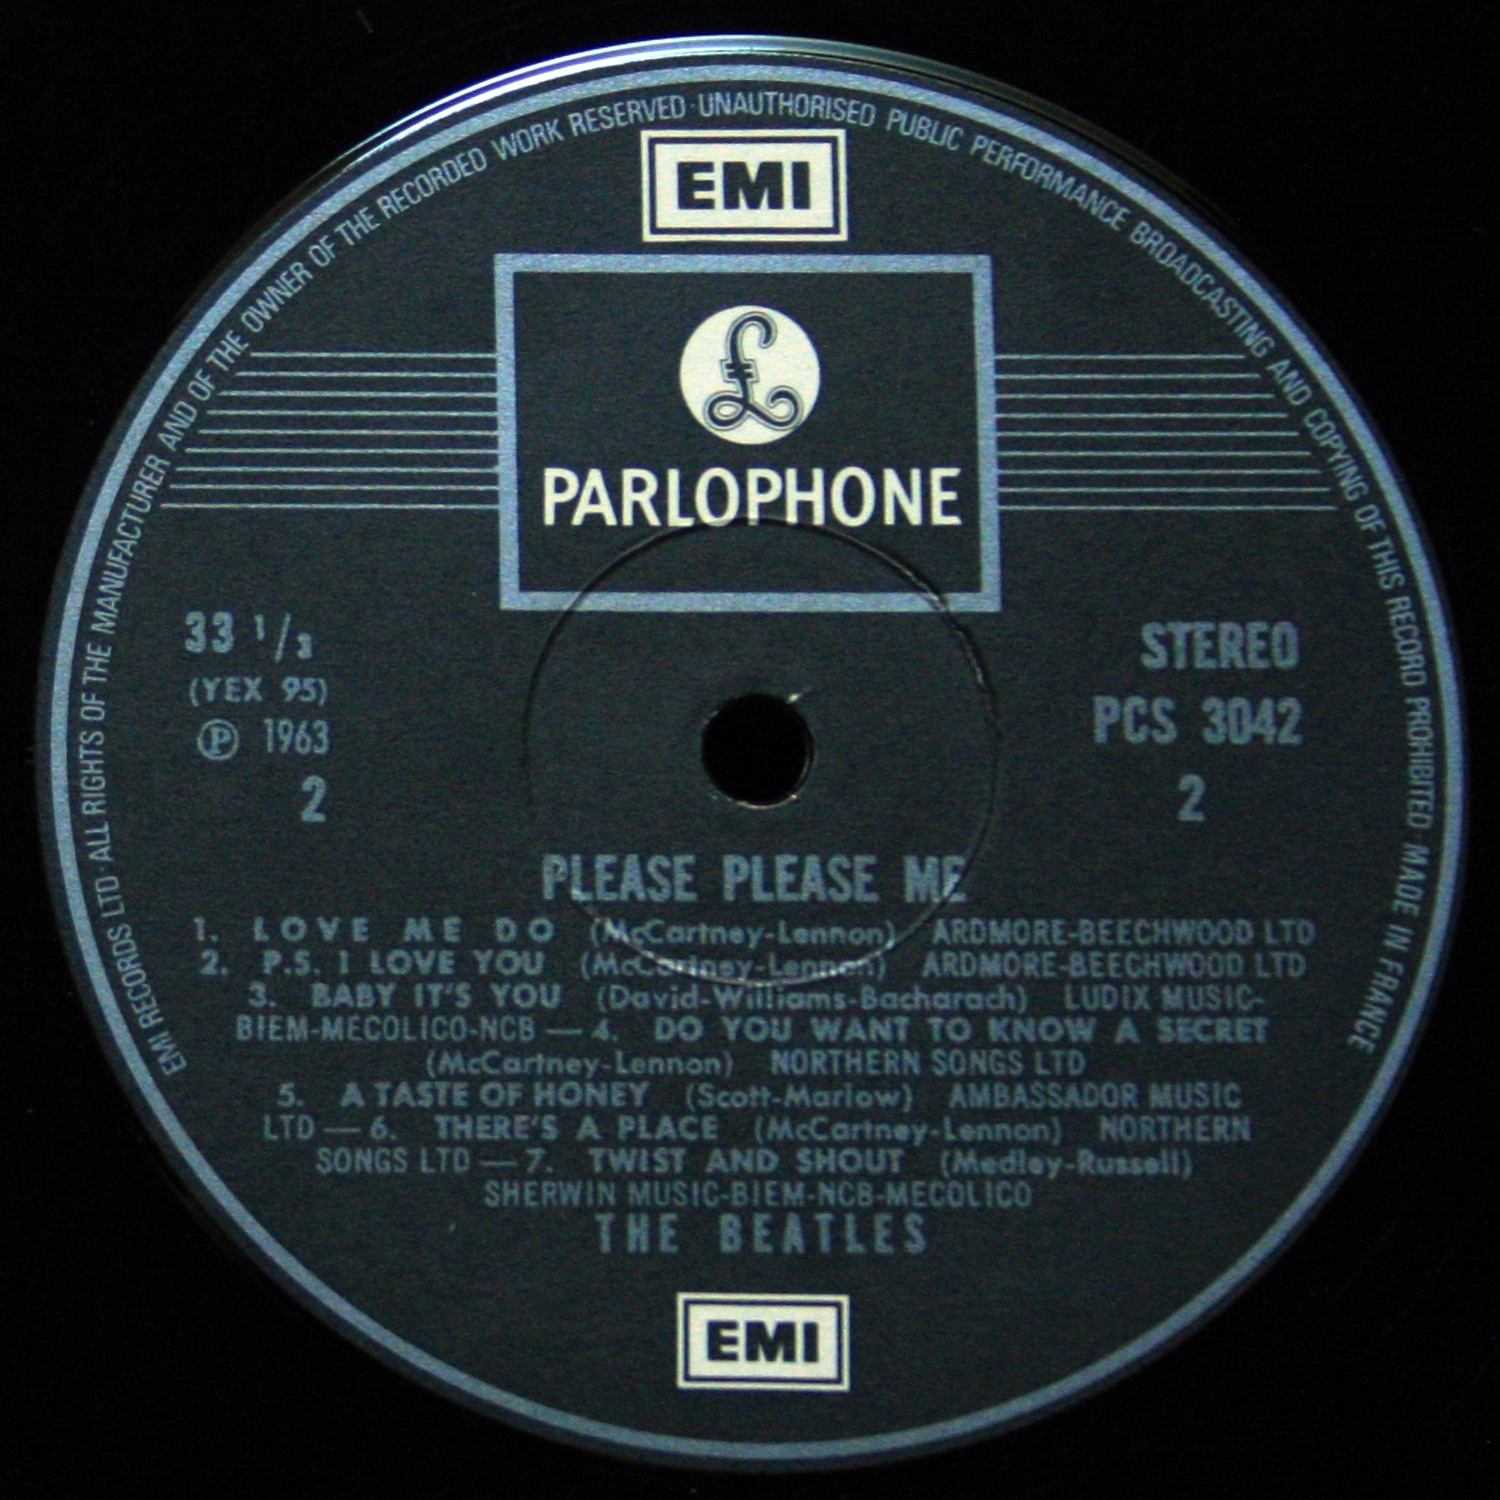 EMI RECORDS LTD · ALL RIGHTS OF THE MANUFACTURER AND OF THE OWNER OF THE RECORDED WORK RESERVED · UNAUTHORISED PUBLIC PERFORMANCE BROADCASTING AND COPYING OF THIS RECORD PROHIBITED MADE IN FRANCE
EMI
£
PARLOPHONE
33 1/3
(YEX 95)
℗ 1963
2
STEREO
PCS 3042
2
PLEASE PLEASE ME
1. LOVE ME DO (McCartney-Lennon) ARDMORE-BEECHWOOD LTD
2. P.S. I LOVE YOU (McCartney-Lennon) ARDMORE-BEECHWOOD LTD
3. BABY IT'S YOU (David-Williams-Bacharach) LUDIX MUSIC-
BIEM-MECOLICO-NCB — 4. DO YOU WANT TO KNOW A SECRET
(McCartney-Lennon) NORTHERN SONGS LTD
5. A TASTE OF HONEY (Scott-Marlow) AMBASSADOR MUSIC
LTD — 6. THERE'S A PLACE (McCartney-Lennon) NORTHERN
SONGS LTD — 7. TWIST AND SHOUT (Medley-Russell)
SHERWIN MUSIC-BIEM-NCB-MECOLICO
THE BEATLES
EMI